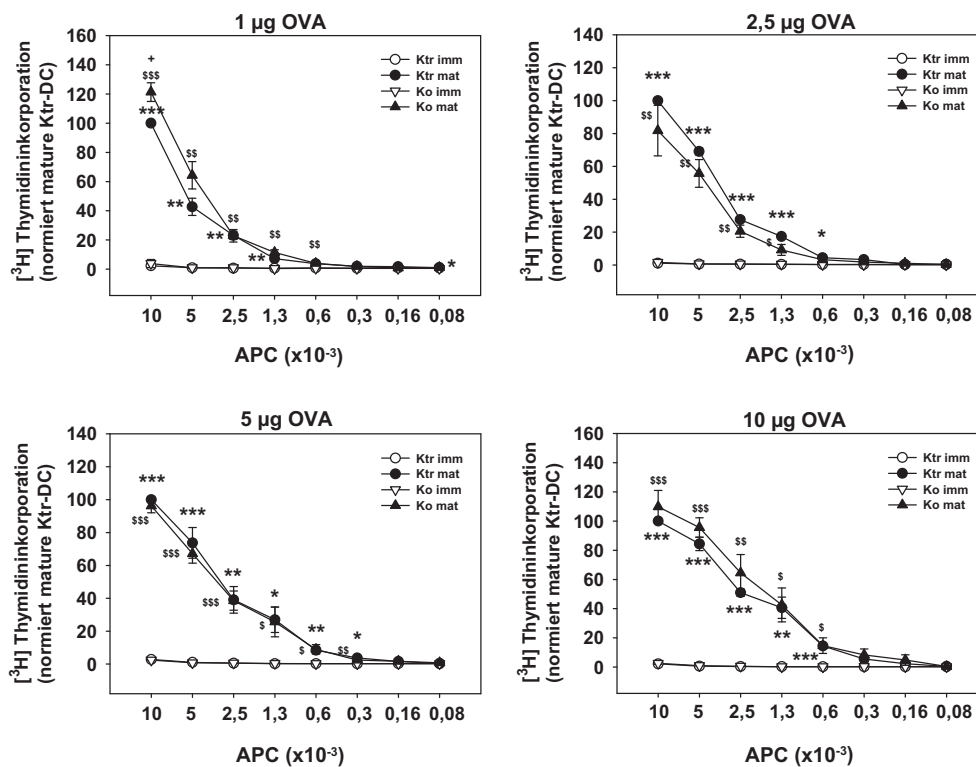 1 µg OVA
[³H] Thymidininkorporation
(normiert mature Ktr-DC)
160
140
120
100
80
60
40
20
0
+
$$$
***
$$
**
$$
**
$$
**
$$
*
Ktr imm
Ktr mat
Ko imm
Ko mat
10 5 2,5 1,3 0,6 0,3 0,16 0,08
APC (x10⁻³)
2,5 µg OVA
[³H] Thymidininkorporation
(normiert mature Ktr-DC)
140
120
100
80
60
40
20
0
***
$$
***
$$
***
$$
***
$
*
Ktr imm
Ktr mat
Ko imm
Ko mat
10 5 2,5 1,3 0,6 0,3 0,16 0,08
APC (x10⁻³)
5 µg OVA
[³H] Thymidininkorporation
(normiert mature Ktr-DC)
140
120
100
80
60
40
20
0
***
$$$
***
$$$
**
$$$
*
$
**
$
*
$$
Ktr imm
Ktr mat
Ko imm
Ko mat
10 5 2,5 1,3 0,6 0,3 0,16 0,08
APC (x10⁻³)
10 µg OVA
[³H] Thymidininkorporation
(normiert mature Ktr-DC)
160
140
120
100
80
60
40
20
0
$$$
***
$$$
***
$$
***
$
**
$
***
Ktr imm
Ktr mat
Ko imm
Ko mat
10 5 2,5 1,3 0,6 0,3 0,16 0,08
APC (x10⁻³)